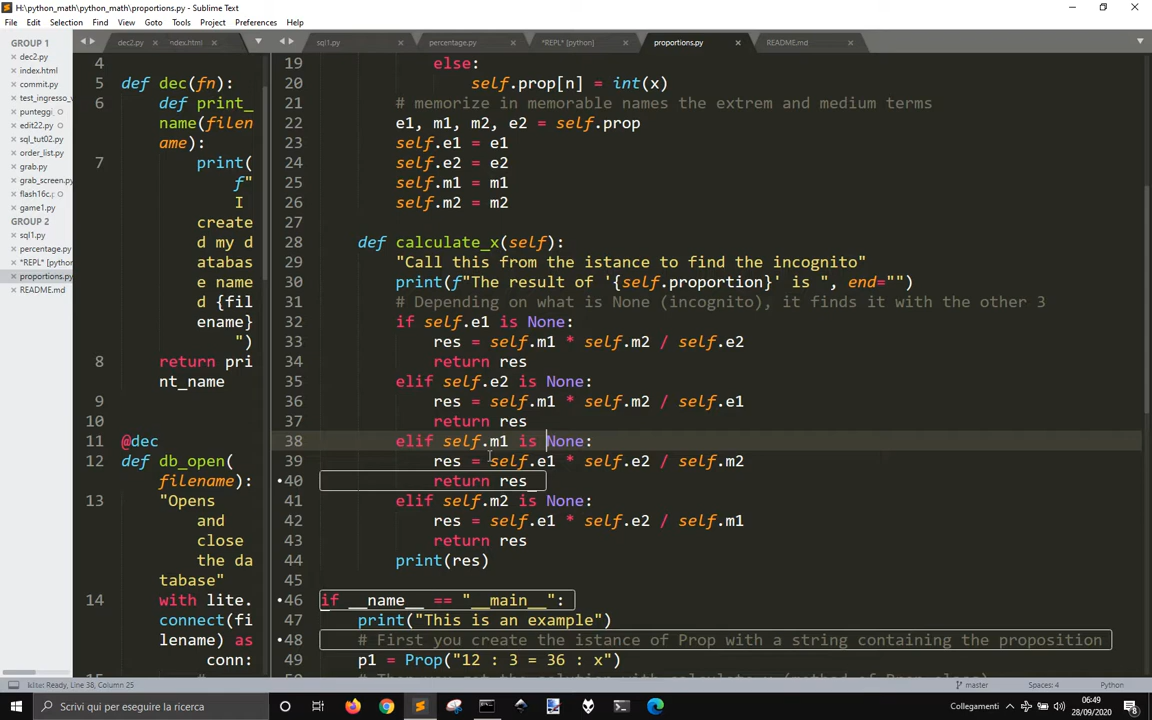 H:\python_math\python_math\proportions.py - Sublime Text
File Edit Selection Find View Goto Tools Project Preferences Help
GROUP 1
dec2.py
index.html
commit.py
test_ingresso_
puntegg
edit22.py
sql_tut02.py
order_list.py
grab.py
grab_screen.py
flash16c.
game1.py
GROUP 2
sql1.py
percentage.py
*REPL* [python
proportions.py
README.md
dec2.py ndex.html
4
5 def dec(fn):
6 def print_
name(filen
ame):
7 print(
f"
I
create
d my d
atabas
e name
d {fil
ename}
")
8 return pri
nt_name
9
10
11 @dec
12 def db_open(
filename):
13 "Opens
and
close
the da
tabase"
14 with lite.
connect(fi
lename) as
conn:
sql1.py percentage.py *REPL* [python] proportions.py README.md
19 else:
20 self.prop[n] = int(x)
21 # memorize in memorable names the extrem and medium terms
22 e1, m1, m2, e2 = self.prop
23 self.e1 = e1
24 self.e2 = e2
25 self.m1 = m1
26 self.m2 = m2
27
28 def calculate_x(self):
29 "Call this from the istance to find the incognito"
30 print(f"The result of '{self.proportion}' is ", end="")
31 # Depending on what is None (incognito), it finds it with the other 3
32 if self.e1 is None:
33 res = self.m1 * self.m2 / self.e2
34 return res
35 elif self.e2 is None:
36 res = self.m1 * self.m2 / self.e1
37 return res
38 elif self.m1 is None:
39 res = self.e1 * self.e2 / self.m2
40 return res
41 elif self.m2 is None:
42 res = self.e1 * self.e2 / self.m1
43 return res
44 print(res)
45
46 if __name__ == "__main__":
47 print("This is an example")
48 # First you create the istance of Prop with a string containing the proposition
49 p1 = Prop("12 : 3 = 36 : x")
Ready, Line 38, Column 25
master
Spaces: 4
Python
Scrivi qui per eseguire la ricerca
Collegamenti
06:49
28/09/2020